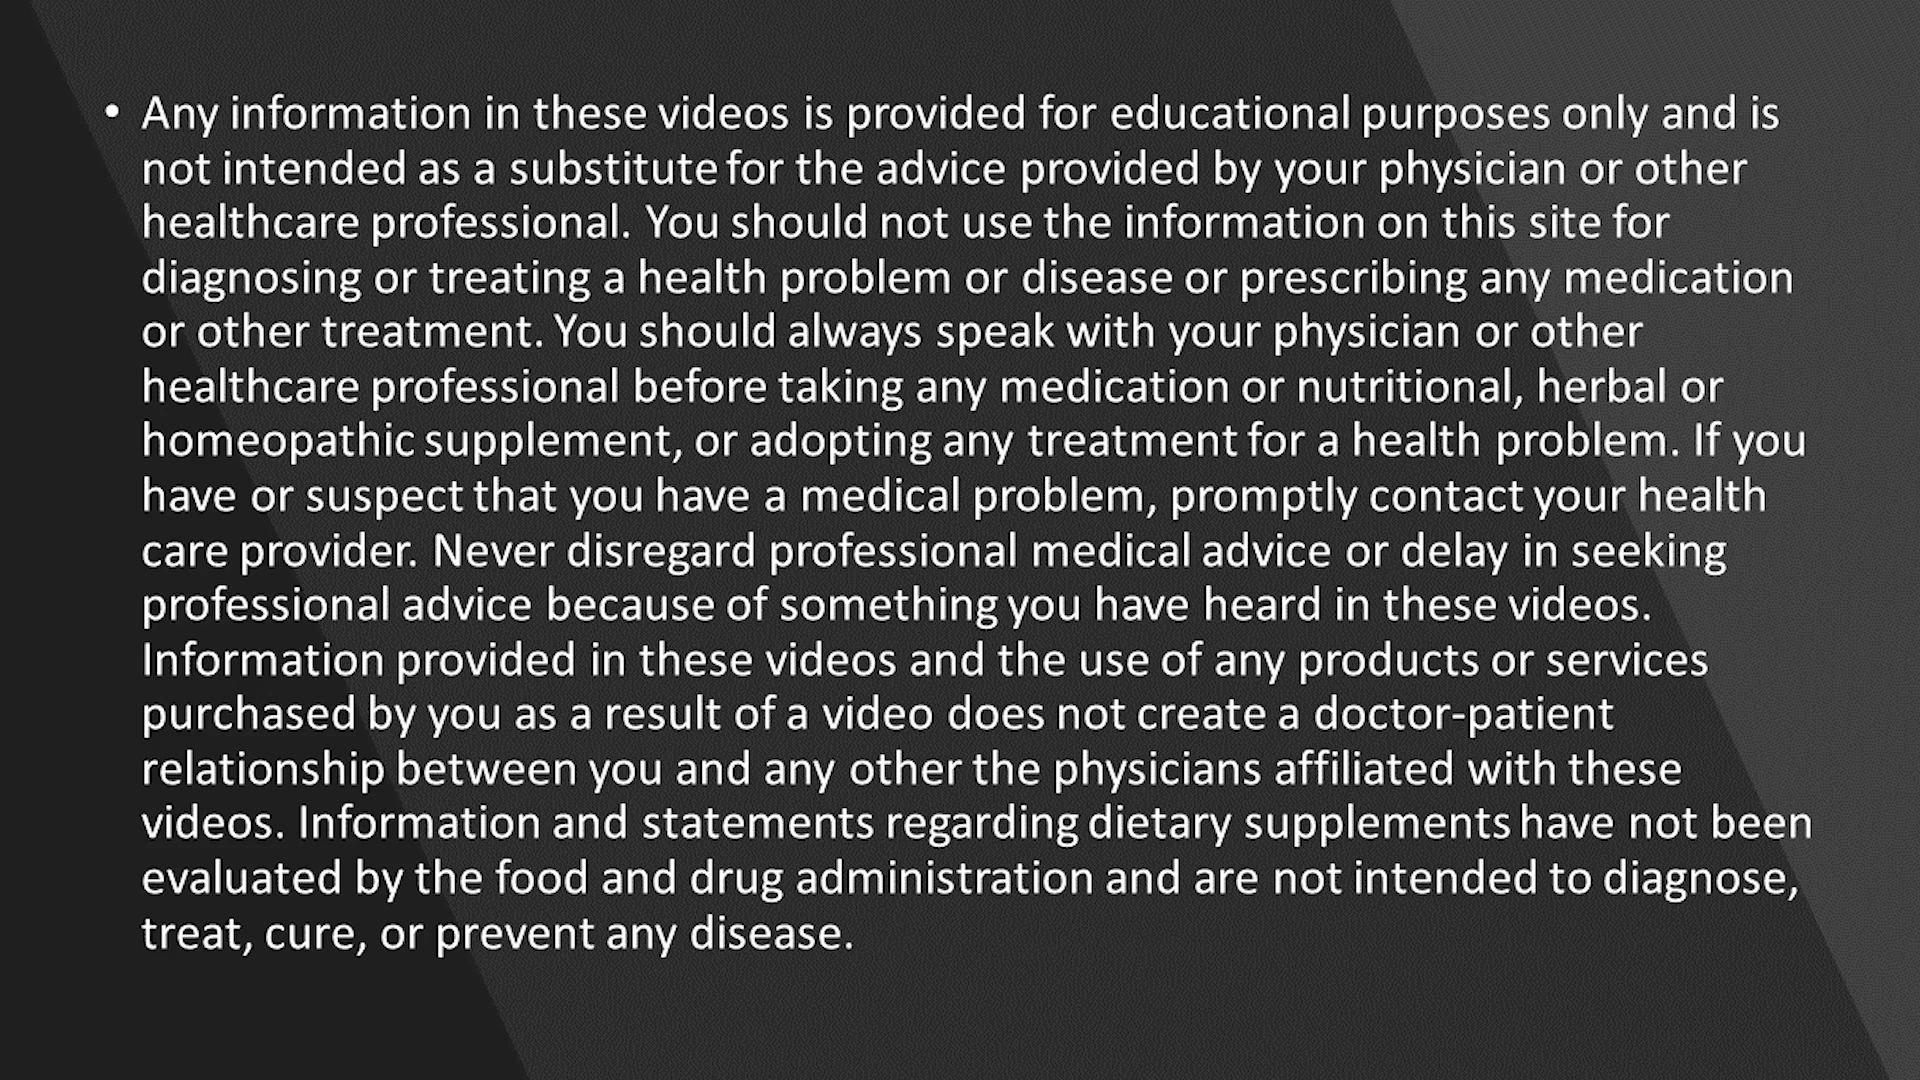 • Any information in these videos is provided for educational purposes only and is
not intended as a substitute for the advice provided by your physician or other
healthcare professional. You should not use the information on this site for
diagnosing or treating a health problem or disease or prescribing any medication
or other treatment. You should always speak with your physician or other
healthcare professional before taking any medication or nutritional, herbal or
homeopathic supplement, or adopting any treatment for a health problem. If you
have or suspect that you have a medical problem, promptly contact your health
care provider. Never disregard professional medical advice or delay in seeking
professional advice because of something you have heard in these videos.
Information provided in these videos and the use of any products or services
purchased by you as a result of a video does not create a doctor-patient
relationship between you and any other the physicians affiliated with these
videos. Information and statements regarding dietary supplements have not been
evaluated by the food and drug administration and are not intended to diagnose,
treat, cure, or prevent any disease.